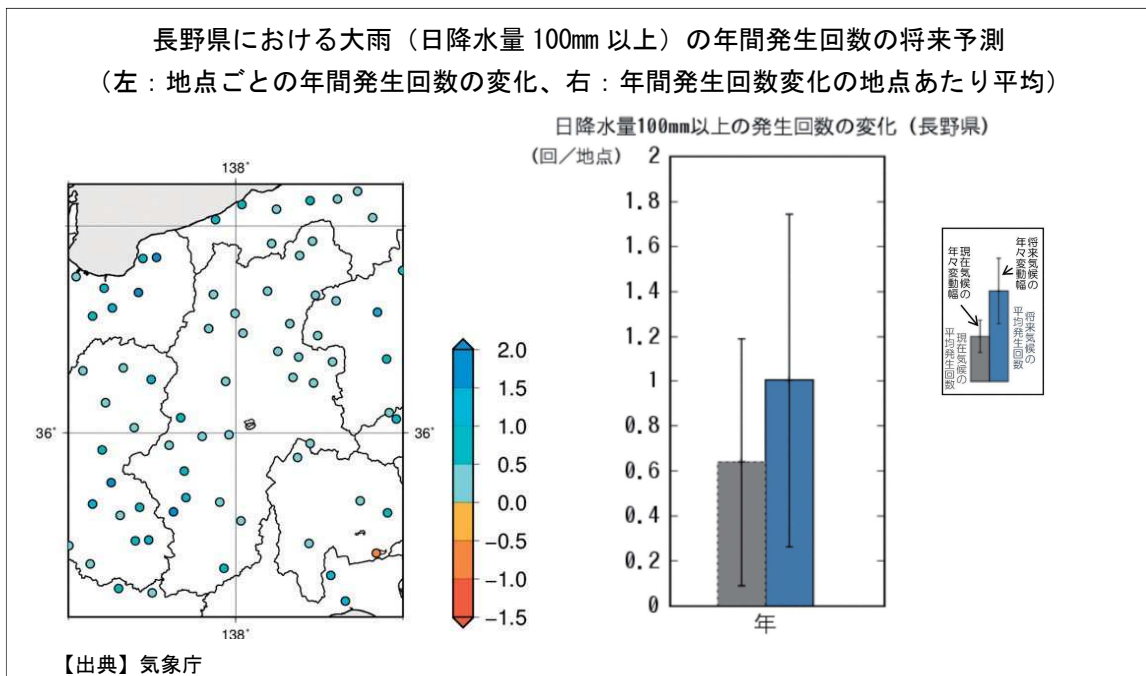 長野県における大雨（日降水量 100mm 以上）の年間発生回数の将来予測
（左：地点ごとの年間発生回数の変化、右：年間発生回数変化の地点あたり平均）
日降水量100mm以上の発生回数の変化（長野県）
(回／地点)
138°
36°
36°
138°
2.0
1.5
1.0
0.5
0.0
−0.5
−1.0
−1.5
2
1.8
1.6
1.4
1.2
1
0.8
0.6
0.4
0.2
0
年
将来気候の
年々変動幅
現在気候の
年々変動幅
将来気候の
平均発生回数
現在気候の
平均発生回数
【出典】気象庁